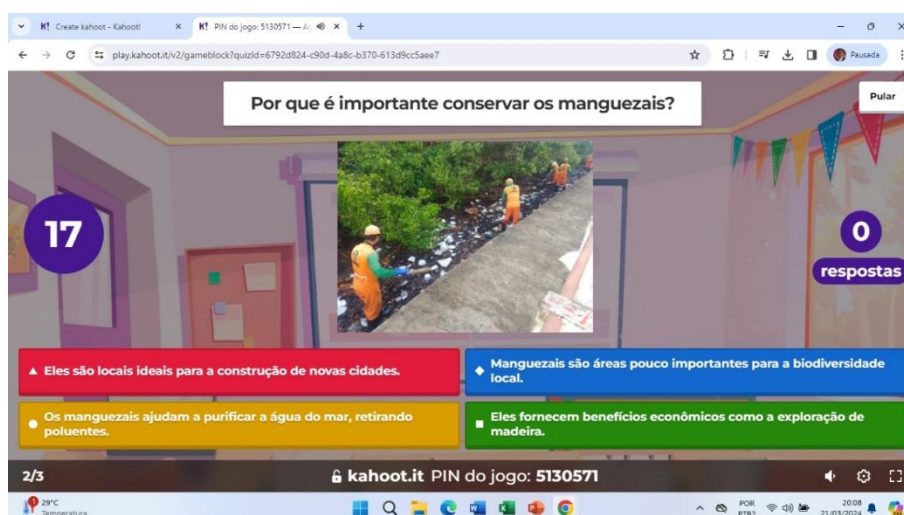 Create kahoot - Kahoot!
PIN do jogo: 5130571 —
play.kahoot.it/v2/gameblock?quizId=6792d824-c90d-4a8c-b370-613d9cc5aee7
Pausada
Por que é importante conservar os manguezais?
Pular
17
0
respostas
Eles são locais ideais para a construção de novas cidades.
Manguezais são áreas pouco importantes para a biodiversidade
local.
Os manguezais ajudam a purificar a água do mar, retirando
poluentes.
Eles fornecem benefícios econômicos como a exploração de
madeira.
2/3
kahoot.it PIN do jogo: 5130571
29°C
Temperatura
POR
PTB2
20:08
21/03/2024